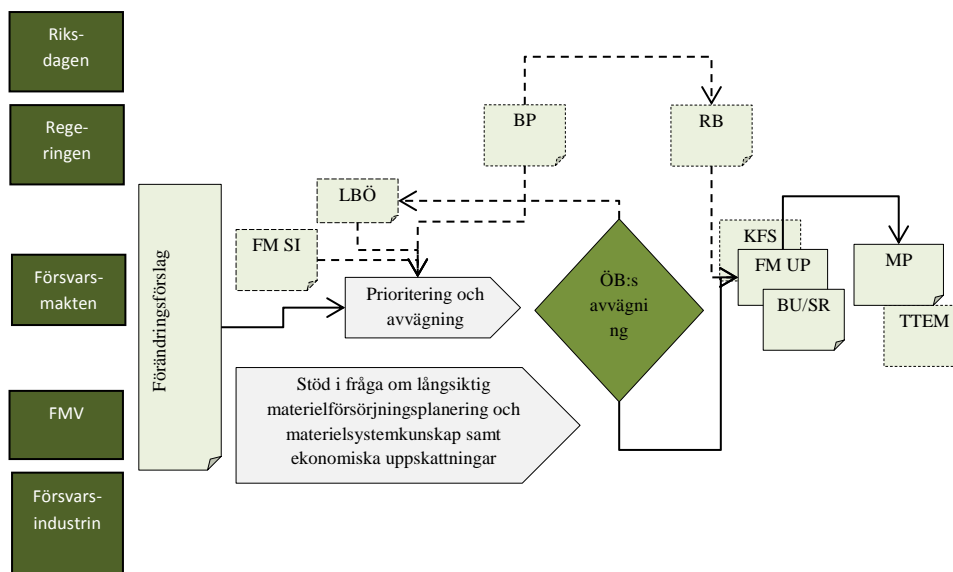 Riks-
dagen
Rege-
ringen
BP
RB
LBÖ
FM SI
Förändringsförslag
Försvars-
makten
Prioritering och
avvägning
ÖB:s
avvägni
ng
KFS
FM UP
BU/SR
MP
TTEM
FMV
Stöd i fråga om långsiktig
materielförsörjningsplanering och
materielsystemkunskap samt
ekonomiska uppskattningar
Försvars-
industrin